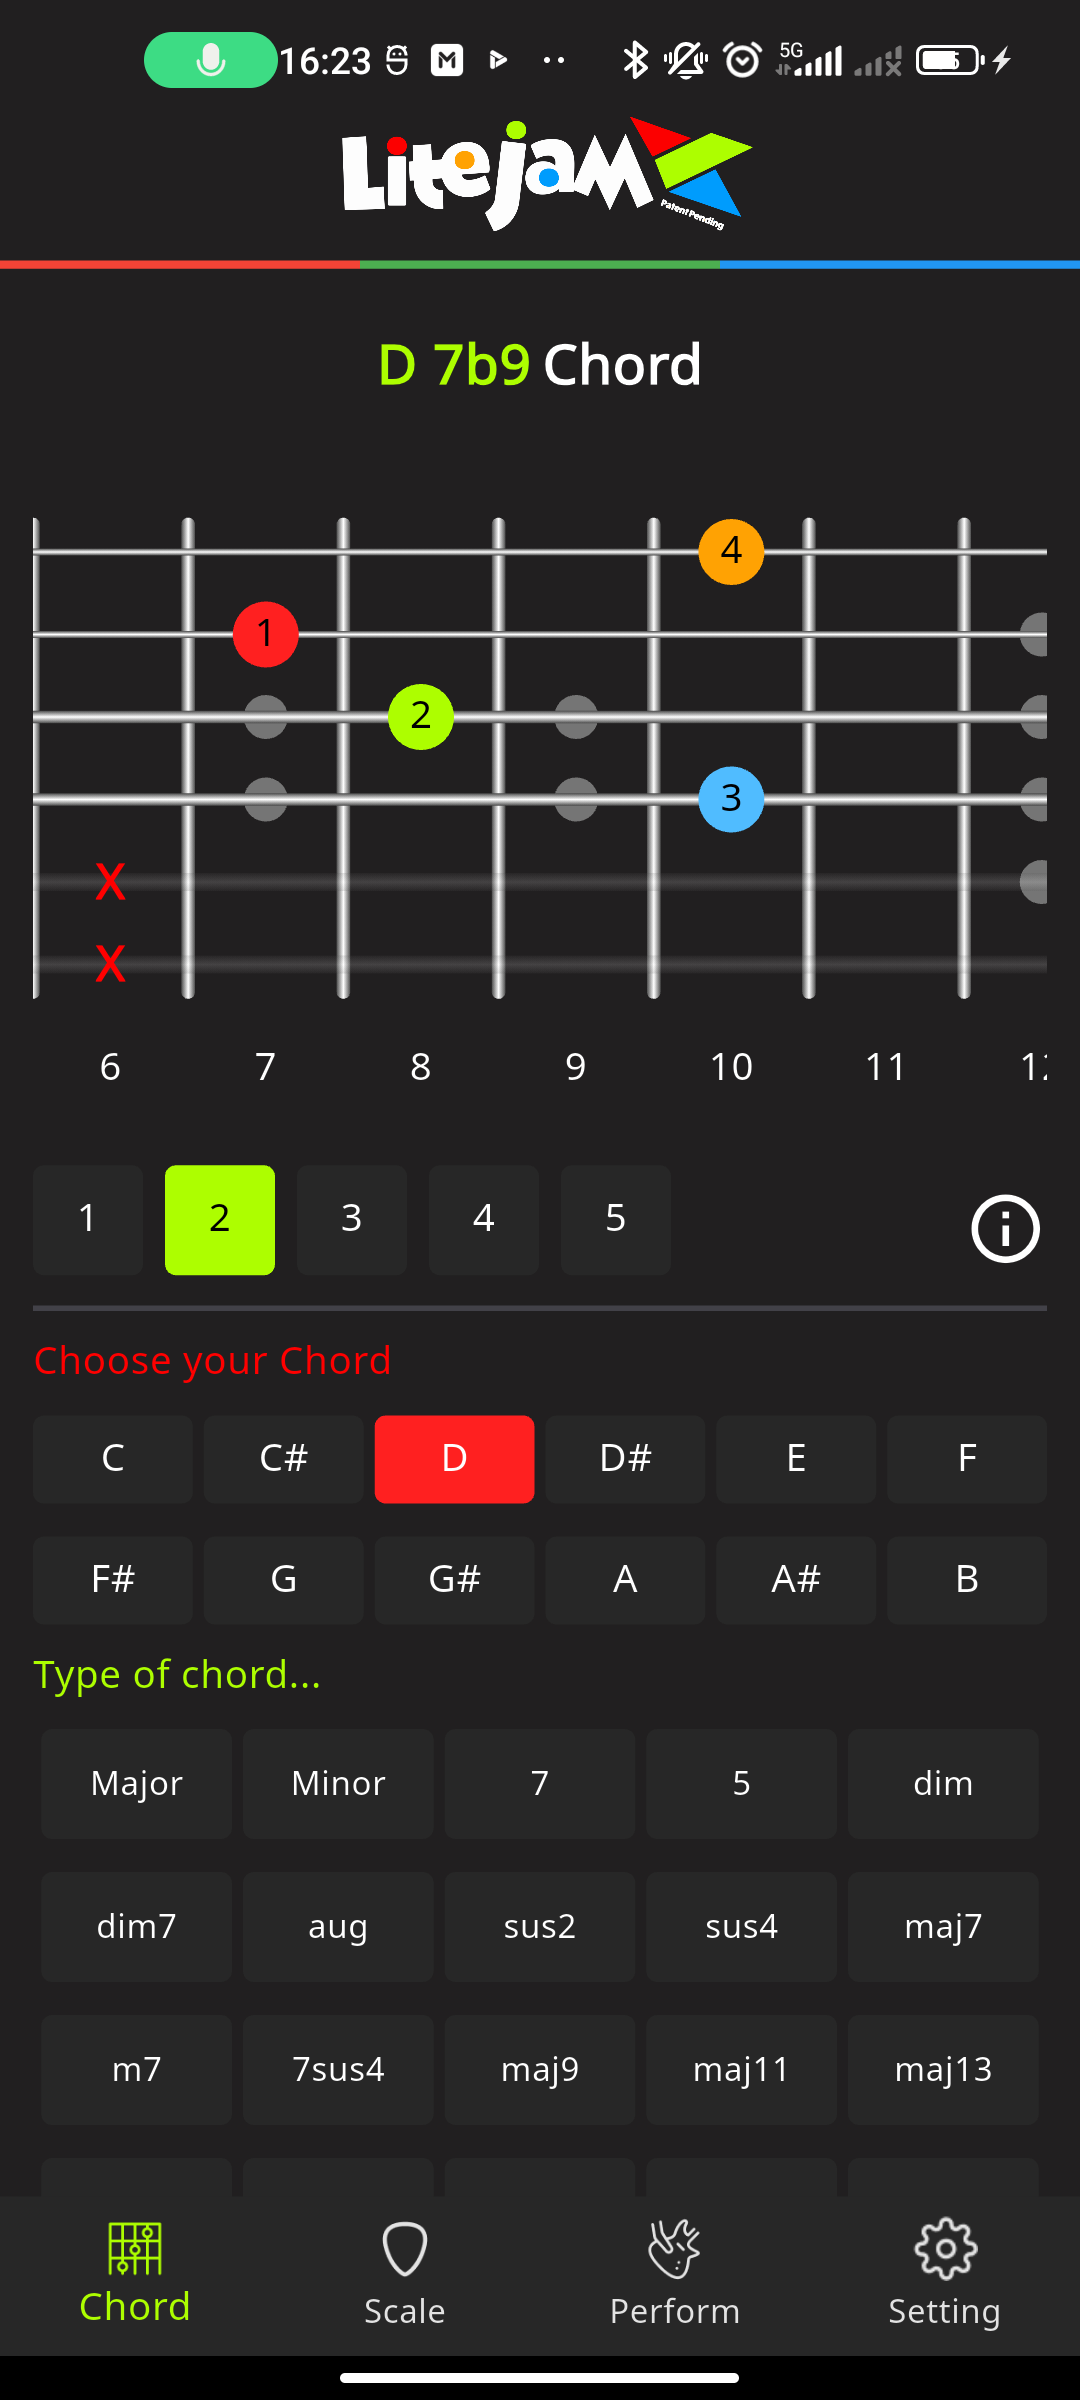 16:23 5G
LiteJam
Patent Pending
D 7b9 Chord
4
1
2
3
X
X
6 7 8 9 10 11
1 2 3 4 5
Choose your Chord
C C# D D# E F
F# G G# A A# B
Type of chord...
Major Minor 7 5 dim
dim7 aug sus2 sus4 maj7
m7 7sus4 maj9 maj11 maj13
Chord Scale Perform Setting